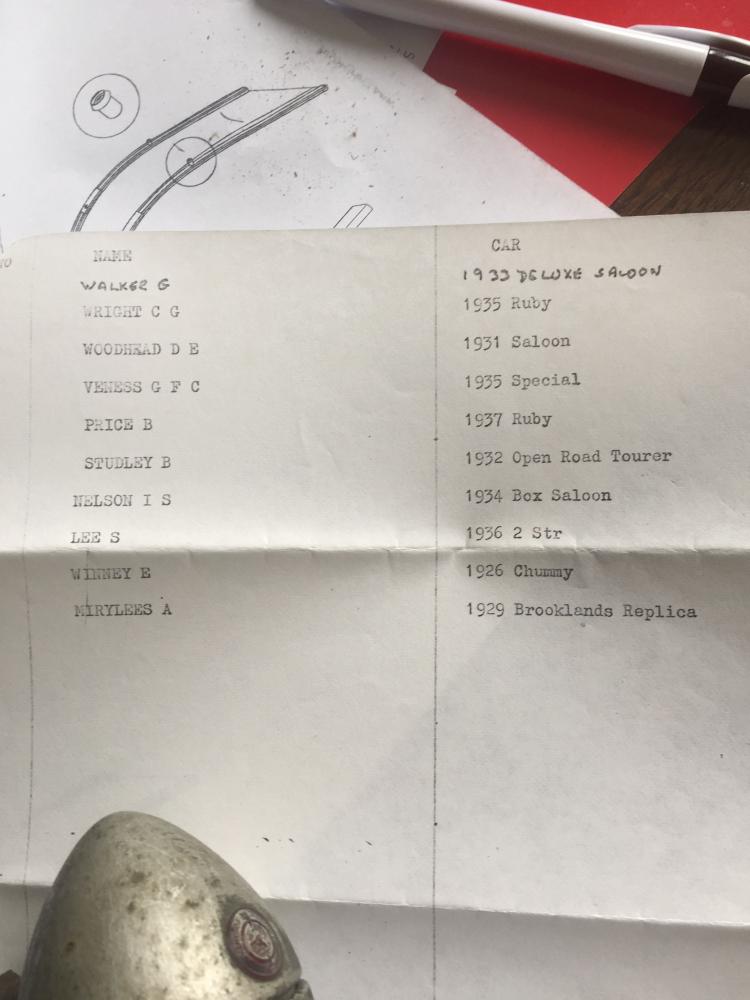 NAME CAR
WALKER G 1933 DELUXE SALOON
WRIGHT C G 1935 Ruby
WOODHEAD D E 1931 Saloon
VENESS G F C 1935 Special
PRICE B 1937 Ruby
STUDLEY B 1932 Open Road Tourer
NELSON I S 1934 Box Saloon
LEE S 1936 2 Str
WINNEY E 1926 Chummy
MIRYLEES A 1929 Brooklands Replica